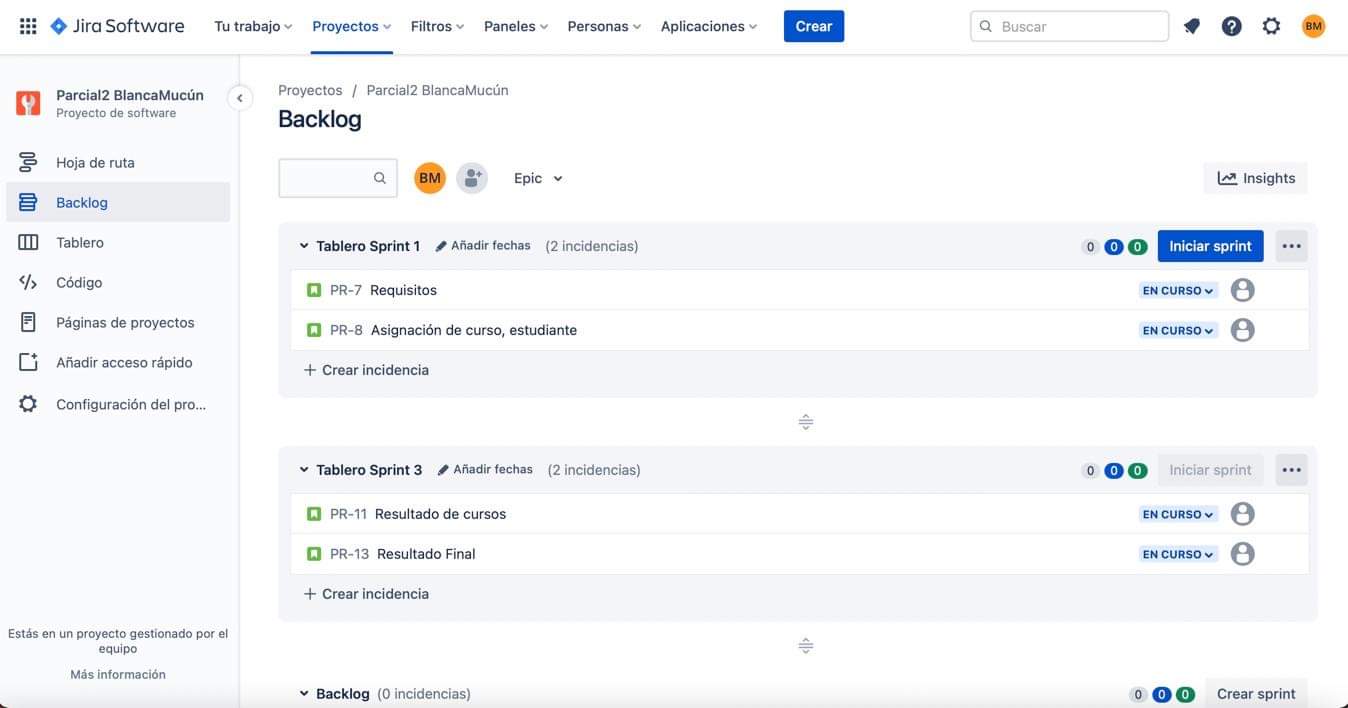 Jira Software Tu trabajo Proyectos Filtros Paneles Personas Aplicaciones Crear Buscar BM
Parcial2 BlancaMucún
Proyecto de software
Hoja de ruta
Backlog
Tablero
Código
Páginas de proyectos
Añadir acceso rápido
Configuración del pro...
Estás en un proyecto gestionado por el
equipo
Más información
Proyectos / Parcial2 BlancaMucún
Backlog
BM Epic Insights
Tablero Sprint 1 Añadir fechas (2 incidencias) 0 0 0 Iniciar sprint
PR-7 Requisitos EN CURSO
PR-8 Asignación de curso, estudiante EN CURSO
+ Crear incidencia
Tablero Sprint 3 Añadir fechas (2 incidencias) 0 0 0 Iniciar sprint
PR-11 Resultado de cursos EN CURSO
PR-13 Resultado Final EN CURSO
+ Crear incidencia
Backlog (0 incidencias) 0 0 0 Crear sprint